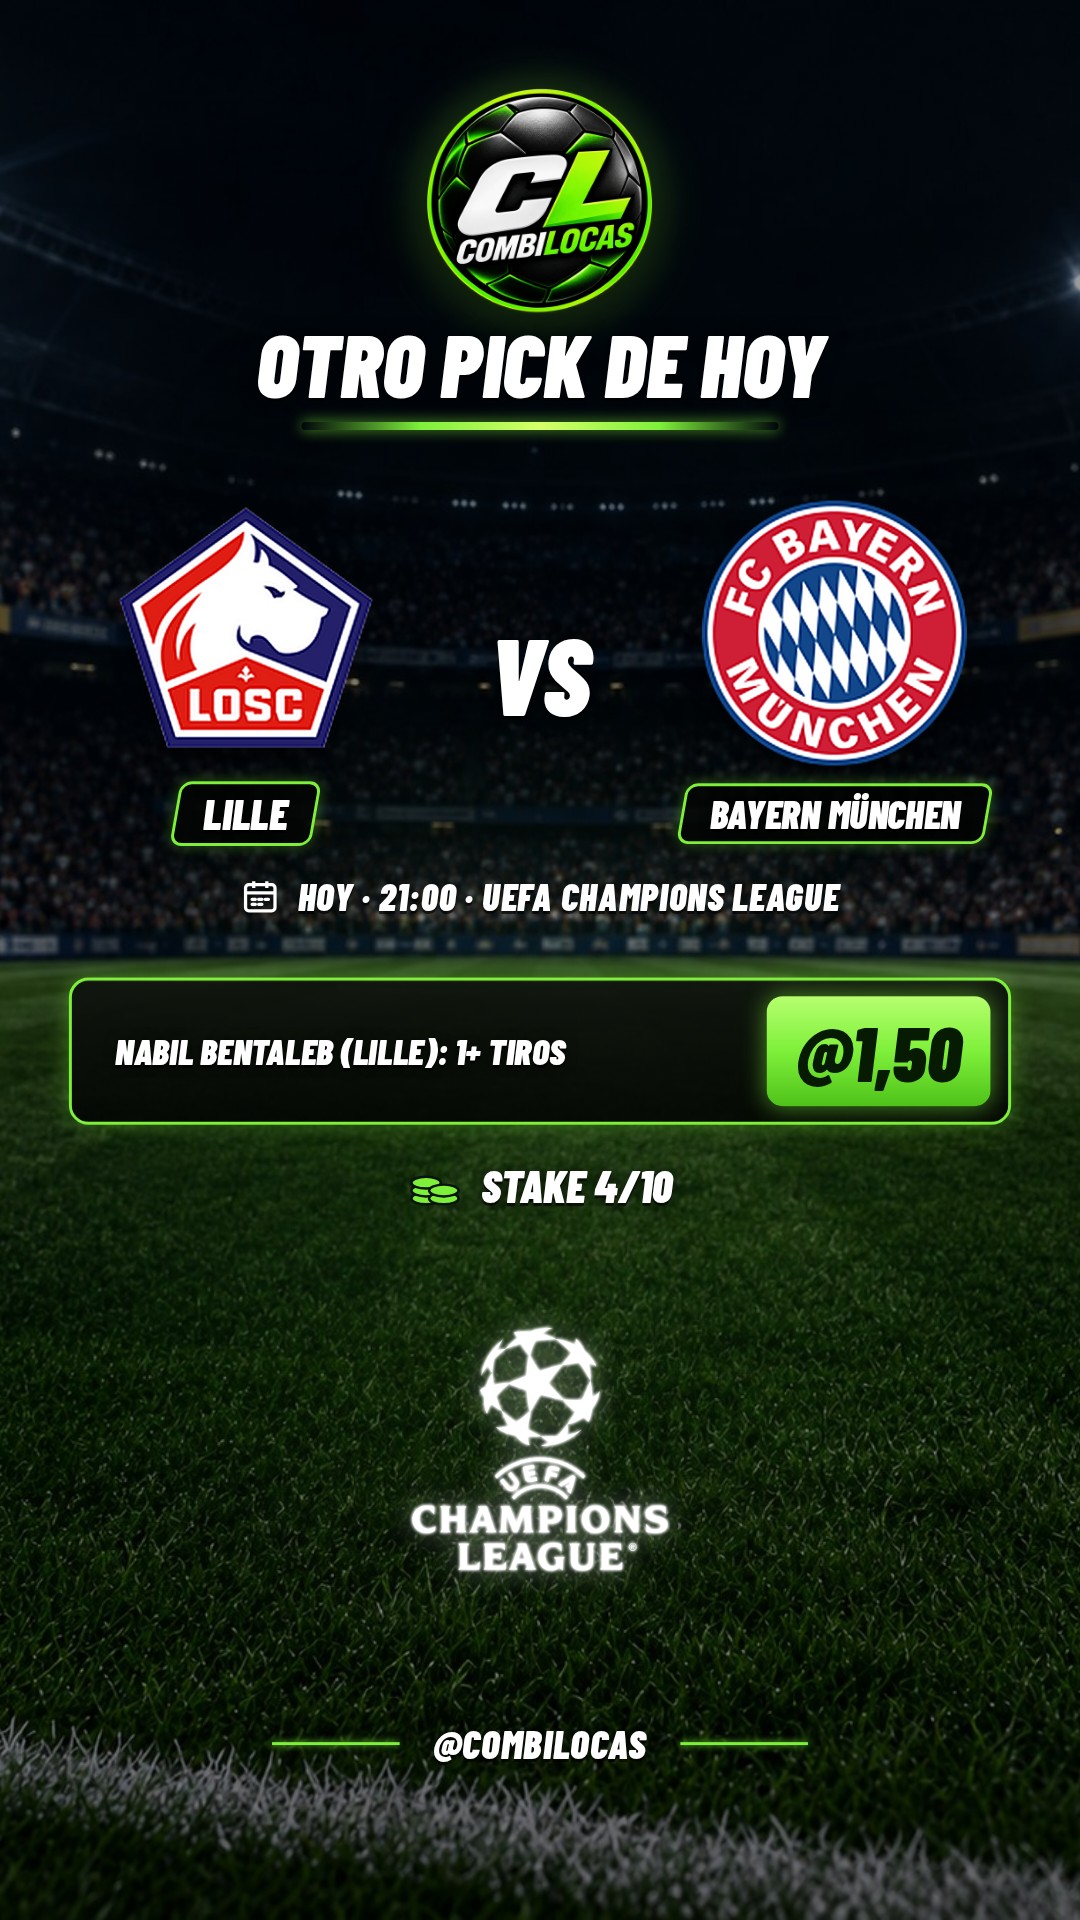 CL
COMBILOCAS
OTRO PICK DE HOY
LOSC
FC BAYERN
MÜNCHEN
VS
LILLE
BAYERN MÜNCHEN
HOY · 21:00 · UEFA CHAMPIONS LEAGUE
NABIL BENTALEB (LILLE): 1+ TIROS
@1,50
STAKE 4/10
UEFA
CHAMPIONS
LEAGUE®
@COMBILOCAS